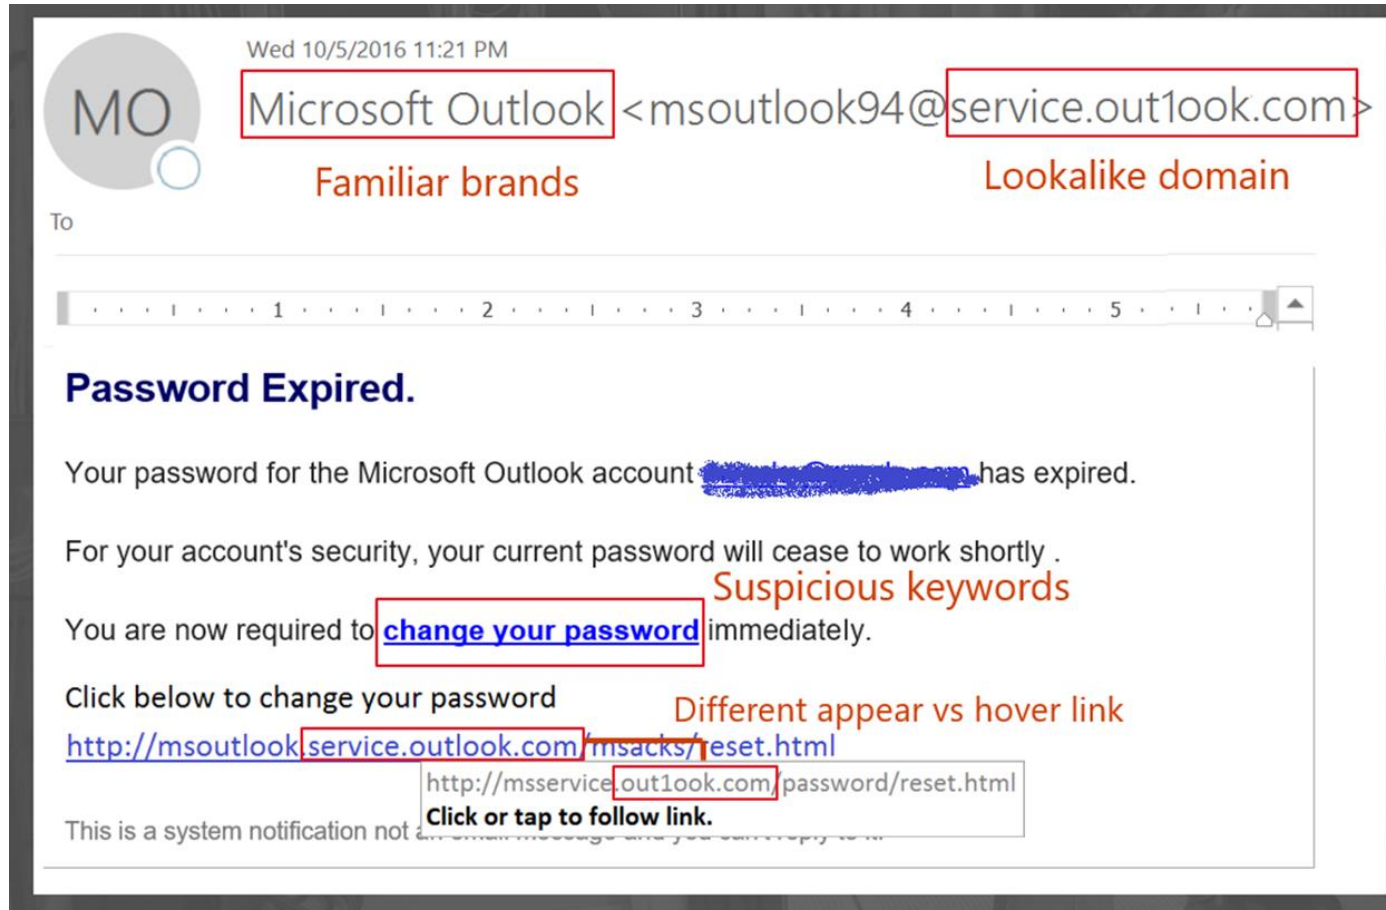 Wed 10/5/2016 11:21 PM
MO
Microsoft Outlook <msoutlook94@service.out1ook.com>
Familiar brands
Lookalike domain
To
1 2 3 4 5
Password Expired.
Your password for the Microsoft Outlook account has expired.
For your account's security, your current password will cease to work shortly .
Suspicious keywords
You are now required to change your password immediately.
Click below to change your password
Different appear vs hover link
http://msoutlook.service.outlook.com/msacks/reset.html
http://msservice.out1ook.com/password/reset.html
Click or tap to follow link.
This is a system notification not